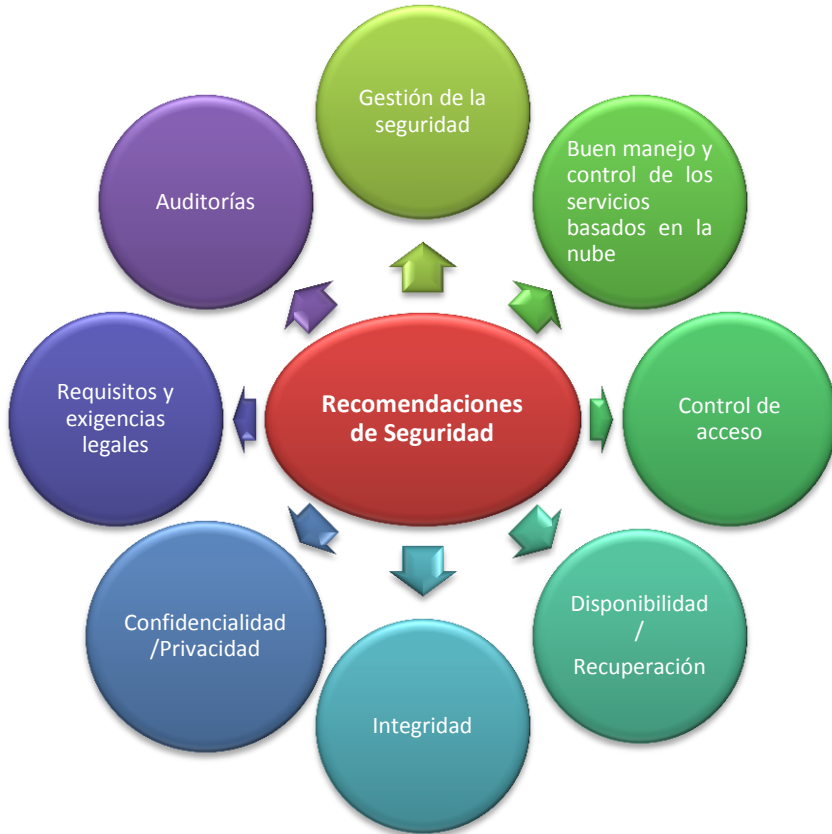 Gestión de la
seguridad
Buen manejo y
control de los
servicios
basados en la
nube
Control de
acceso
Disponibilidad
/
Recuperación
Integridad
Confidencialidad
/Privacidad
Requisitos y
exigencias
legales
Auditorías
Recomendaciones
de Seguridad